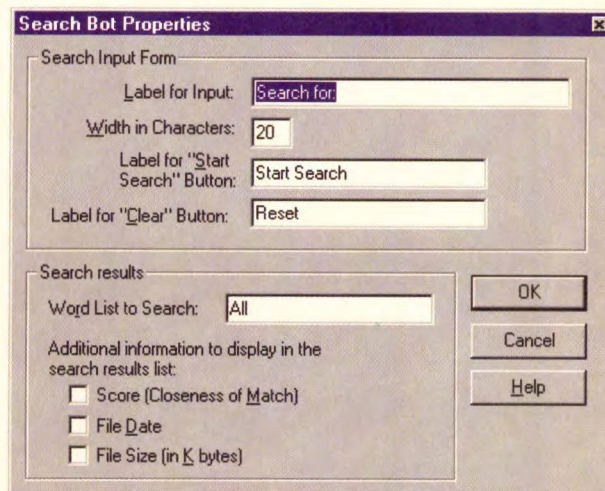 Search Bot Properties
Search Input Form
Label for Input: Search for:
Width in Characters: 20
Label for "Start
Search" Button: Start Search
Label for "Clear" Button: Reset
Search results
Word List to Search: All
Additional information to display in the
search results list:
Score (Closeness of Match)
File Date
File Size (in K bytes)
OK
Cancel
Help